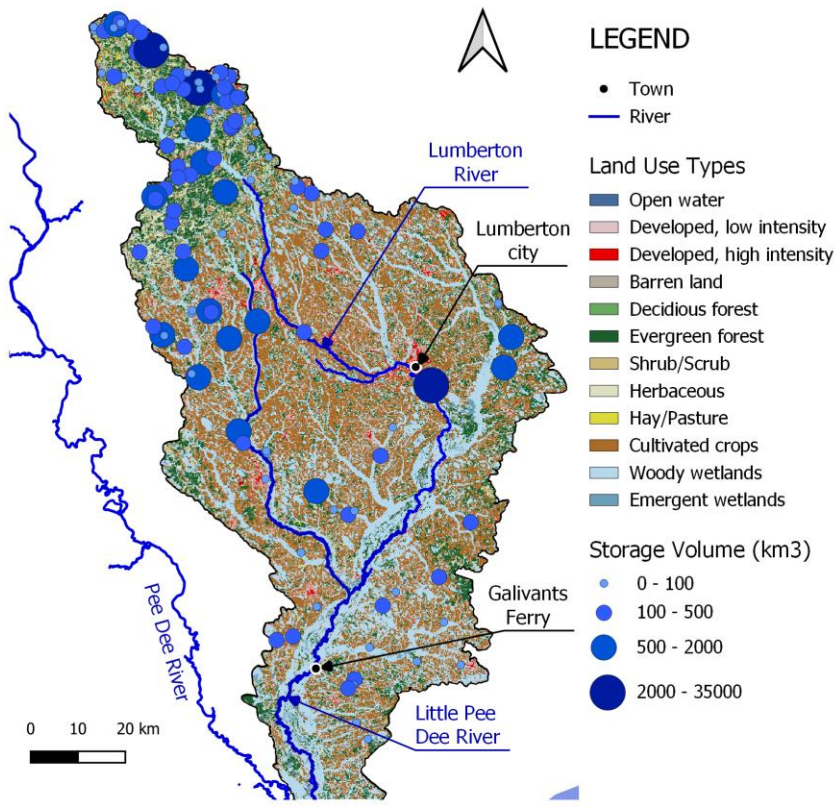 LEGEND
Town
River
Land Use Types
Open water
Developed, low intensity
Developed, high intensity
Barren land
Decidious forest
Evergreen forest
Shrub/Scrub
Herbaceous
Hay/Pasture
Cultivated crops
Woody wetlands
Emergent wetlands
Storage Volume (km3)
0 - 100
100 - 500
500 - 2000
2000 - 35000
Lumberton
River
Lumberton
city
Galivants
Ferry
Little Pee
Dee River
Pee Dee River
0 10 20 km